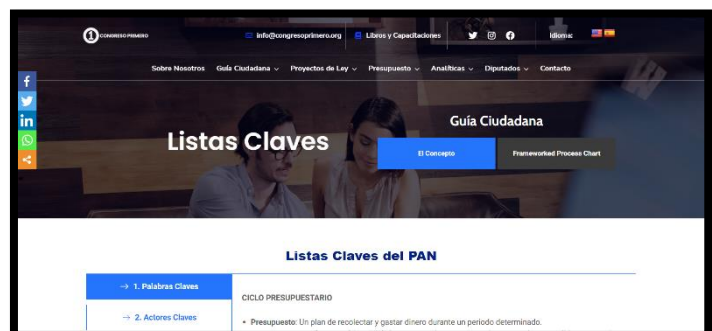 1 CONGRESO PRIMERO
info@congresoprimero.org
Libros y Capacitaciones
Idioma:
Sobre Nosotros Guía Ciudadana Proyectos de Ley Presupuesto Analíticas Diputados Contacto
Listas Claves
Guía Ciudadana
El Concepto
Frameworked Process Chart
Listas Claves del PAN
→ 1. Palabras Claves
→ 2. Actores Claves
CICLO PRESUPUESTARIO
• Presupuesto: Un plan de recolectar y gastar dinero durante un periodo determinado.